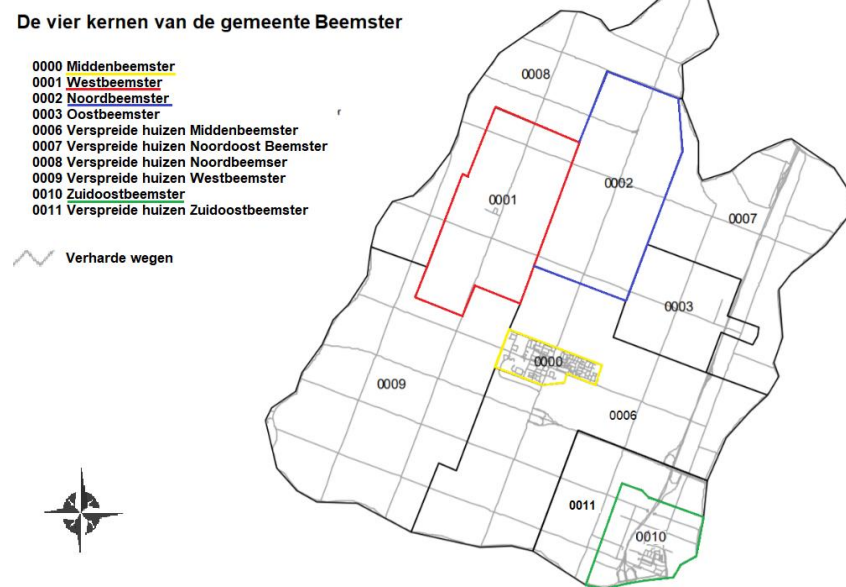 De vier kernen van de gemeente Beemster
0000 Middenbeemster
0001 Westbeemster
0002 Noordbeemster
0003 Oostbeemster
0006 Verspreide huizen Middenbeemster
0007 Verspreide huizen Noordoost Beemster
0008 Verspreide huizen Noordbeemser
0009 Verspreide huizen Westbeemster
0010 Zuidoostbeemster
0011 Verspreide huizen Zuidoostbeemster
Verharde wegen
0008
0002
0001
0007
0003
0000
0009
0006
0011
0010